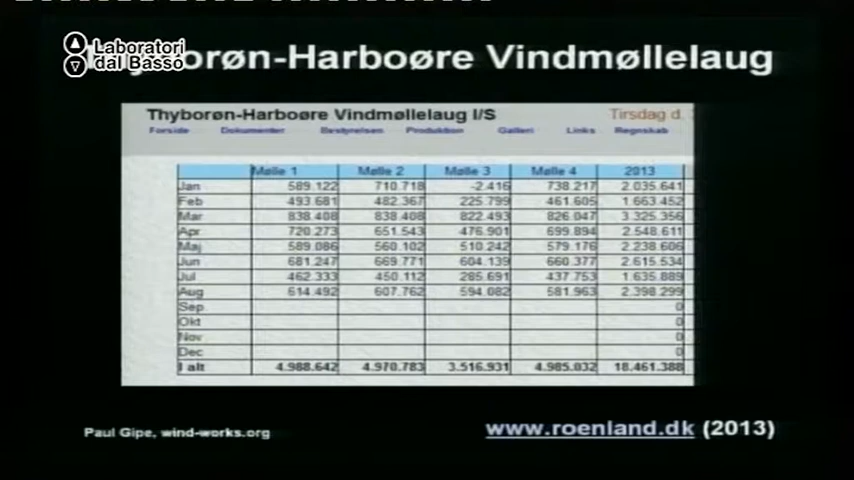 Laboratori
dal Basso
Thyborøn-Harboøre Vindmøllelaug
Thyborøn-Harboøre Vindmøllelaug I/S Tirsdag d.
Forside Dokumenter Bestyrelsen Produktion Galleri Links Regnskab
Mølle 1 Mølle 2 Mølle 3 Mølle 4 2013
Jan 589.122 710.718 -2.416 738.217 2.035.641
Feb 493.681 482.367 225.799 461.605 1.663.452
Mar 838.408 838.408 822.493 826.047 3.325.356
Apr 720.273 651.543 476.901 699.894 2.548.611
Maj 589.086 560.102 510.242 579.176 2.238.606
Jun 681.247 669.771 604.139 660.377 2.615.534
Jul 462.333 450.112 285.691 437.753 1.635.889
Aug 614.492 607.762 594.082 581.963 2.398.299
Sep 0
Okt 0
Nov 0
Dec 0
I alt 4.988.642 4.970.783 3.516.931 4.985.032 18.461.388
Paul Gipe, wind-works.org
www.roenland.dk (2013)